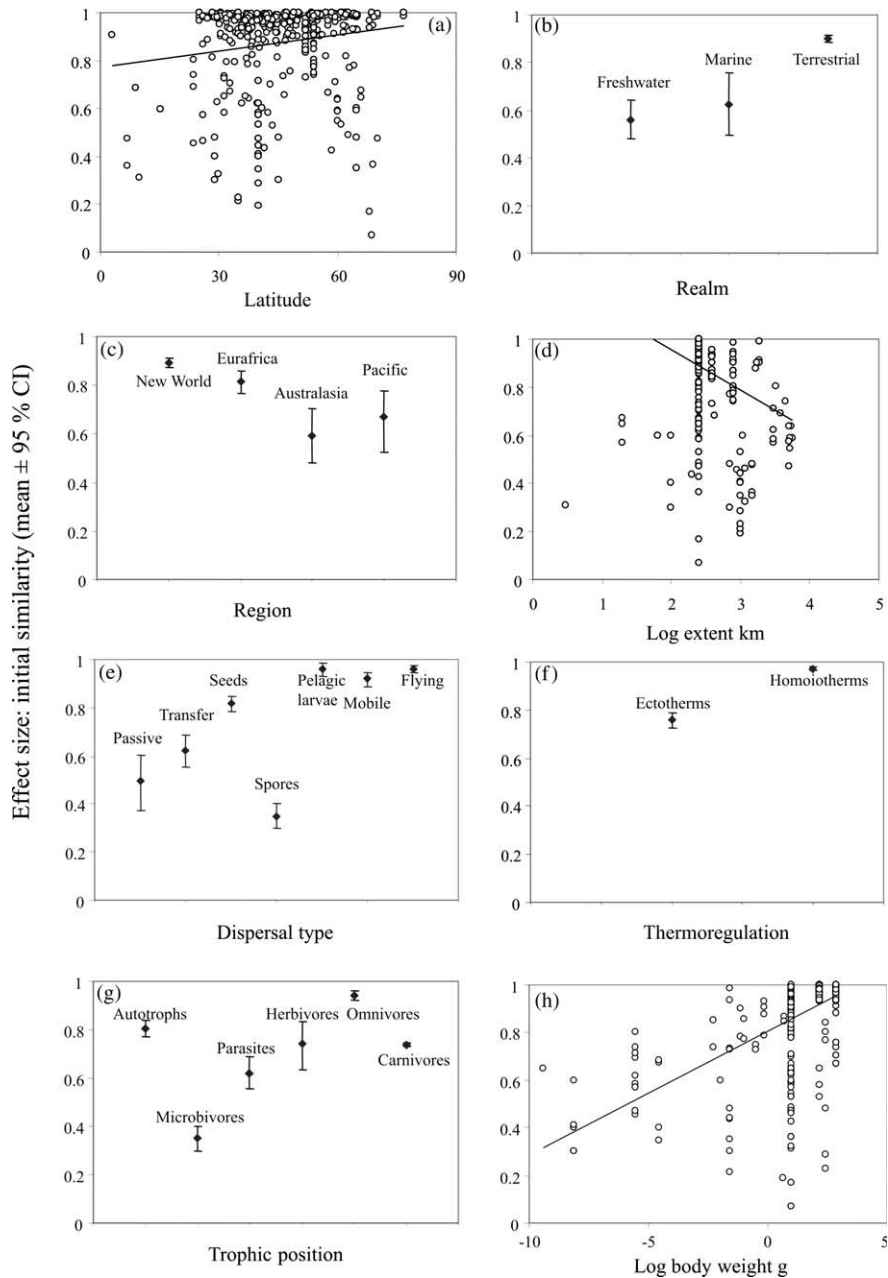 Effect size: initial similarity (mean ± 95 % CI)
(a)
1
0.8
0.6
0.4
0.2
0
0 30 60 90
Latitude
(b)
1
0.8
0.6
0.4
0.2
0
Freshwater
Marine
Terrestrial
Realm
(c)
1
0.8
0.6
0.4
0.2
0
New World
Eurafrica
Australasia
Pacific
Region
(d)
1
0.8
0.6
0.4
0.2
0
0 1 2 3 4 5
Log extent km
(e)
1
0.8
0.6
0.4
0.2
0
Passive
Transfer
Seeds
Spores
Pelagic
larvae
Mobile
Flying
Dispersal type
(f)
1
0.8
0.6
0.4
0.2
0
Ectotherms
Homoiotherms
Thermoregulation
(g)
1
0.8
0.6
0.4
0.2
0
Autotrophs
Microbivores
Parasites
Herbivores
Omnivores
Carnivores
Trophic position
(h)
1
0.8
0.6
0.4
0.2
0
-10 -5 0 5
Log body weight g